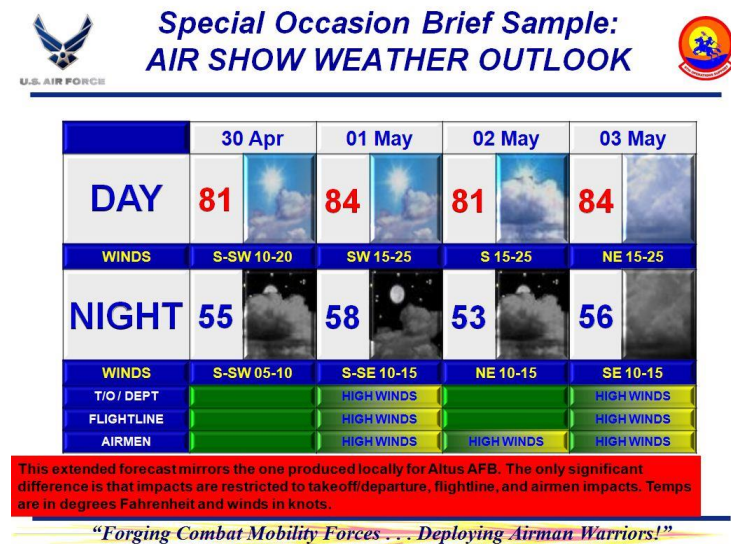 Special Occasion Brief Sample:
AIR SHOW WEATHER OUTLOOK
U.S. AIR FORCE
30 Apr 01 May 02 May 03 May
DAY 81 84 81 84
WINDS S-SW 10-20 SW 15-25 S 15-25 NE 15-25
NIGHT 55 58 53 56
WINDS S-SW 05-10 S-SE 10-15 NE 10-15 SE 10-15
T/O / DEPT HIGH WINDS HIGH WINDS
FLIGHTLINE HIGH WINDS HIGH WINDS
AIRMEN HIGH WINDS HIGH WINDS HIGH WINDS
This extended forecast mirrors the one produced locally for Altus AFB. The only significant
difference is that impacts are restricted to takeoff/departure, flightline, and airmen impacts. Temps
are in degrees Fahrenheit and winds in knots.
“Forging Combat Mobility Forces . . . Deploying Airman Warriors!”